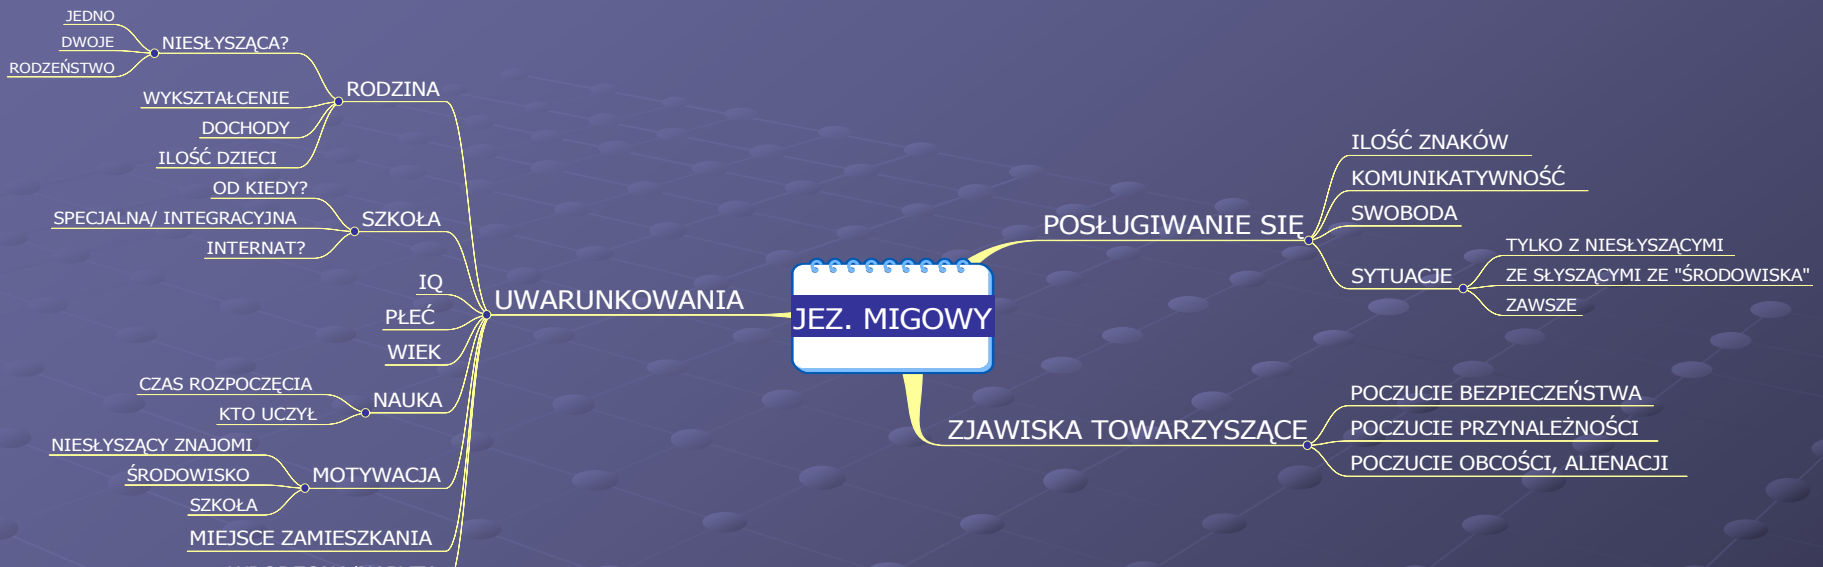 JEDNO
DWOJE
RODZEŃSTWO
NIESŁYSZĄCA?
WYKSZTAŁCENIE
DOCHODY
ILOŚĆ DZIECI
RODZINA
OD KIEDY?
SPECJALNA/ INTEGRACYJNA
INTERNAT?
SZKOŁA
IQ
PŁEĆ
WIEK
CZAS ROZPOCZĘCIA
KTO UCZYŁ
NAUKA
NIESŁYSZĄCY ZNAJOMI
ŚRODOWISKO
SZKOŁA
MOTYWACJA
MIEJSCE ZAMIESZKANIA
UWARUNKOWANIA
JEZ. MIGOWY
POSŁUGIWANIE SIĘ
ILOŚĆ ZNAKÓW
KOMUNIKATYWNOŚĆ
SWOBODA
SYTUACJE
TYLKO Z NIESŁYSZĄCYMI
ZE SŁYSZĄCYMI ZE "ŚRODOWISKA"
ZAWSZE
ZJAWISKA TOWARZYSZĄCE
POCZUCIE BEZPIECZEŃSTWA
POCZUCIE PRZYNALEŻNOŚCI
POCZUCIE OBCOŚCI, ALIENACJI